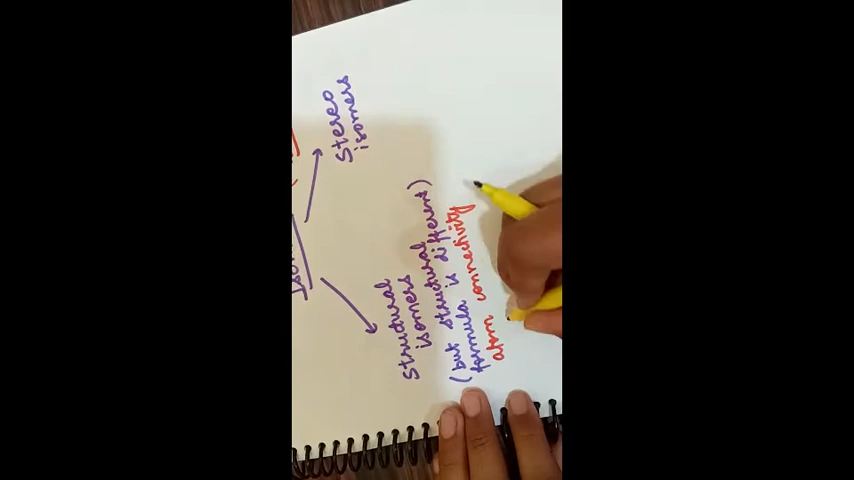 Stereo
isomers
structural
isomers
(but structural
formula is different)
atom connectivity